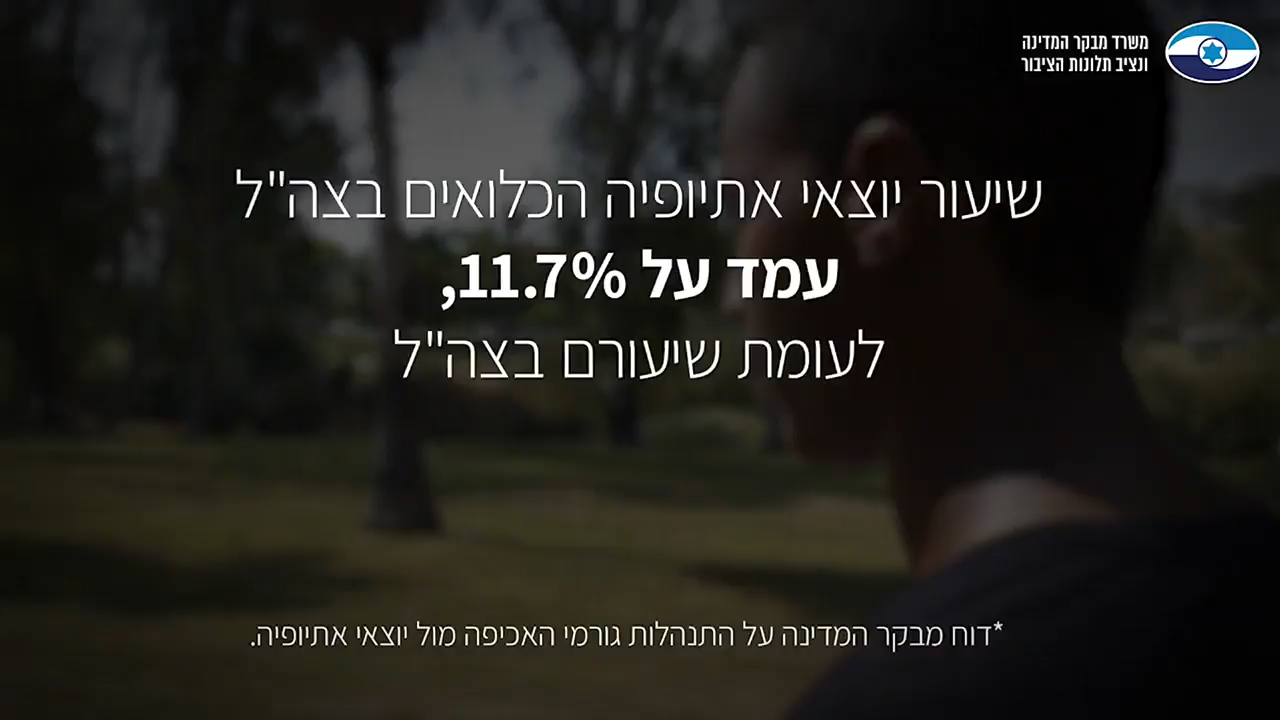 משרד מבקר המדינה
ונציב תלונות הציבור
שיעור יוצאי אתיופיה הכלואים בצה"ל
עמד על 11.7%,
לעומת שיעורם בצה"ל
*דוח מבקר המדינה על התנהלות גורמי האכיפה מול יוצאי אתיופיה.